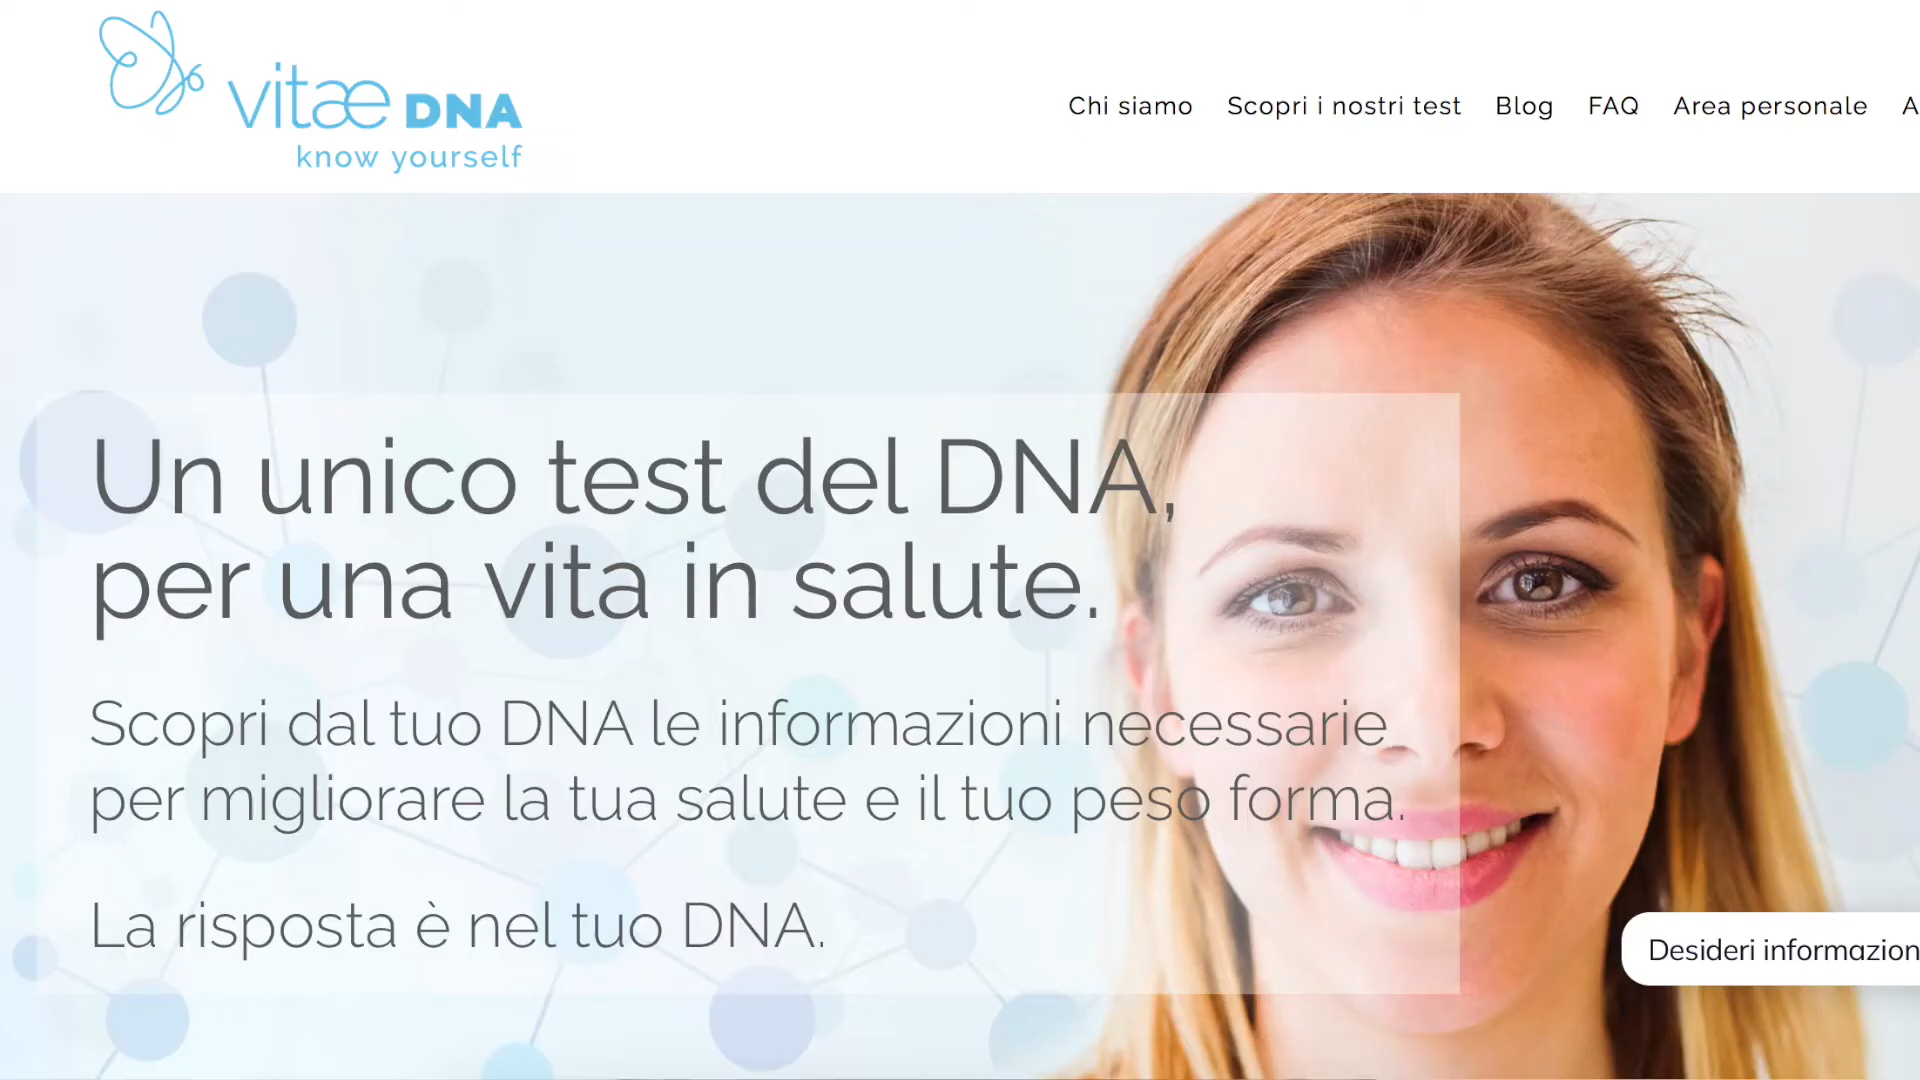 vitæ DNA
know yourself
Chi siamo Scopri i nostri test Blog FAQ Area personale A
Un unico test del DNA,
per una vita in salute.
Scopri dal tuo DNA le informazioni necessarie
per migliorare la tua salute e il tuo peso forma.
La risposta è nel tuo DNA.
Desideri informazion